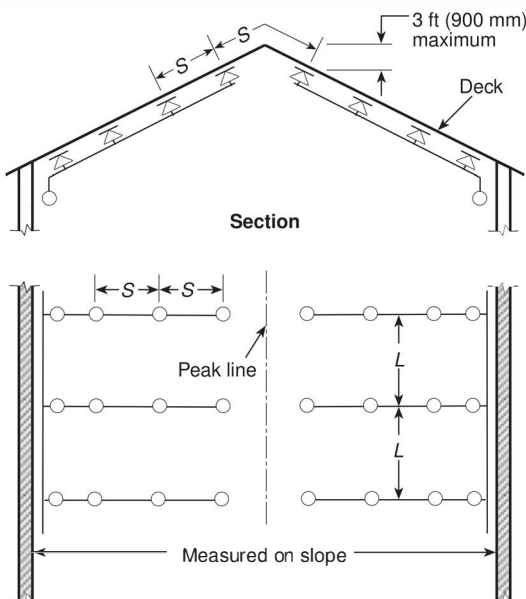 3 ft (900 mm)
maximum
S
S
Deck
Section
S
S
Peak line
L
L
Measured on slope